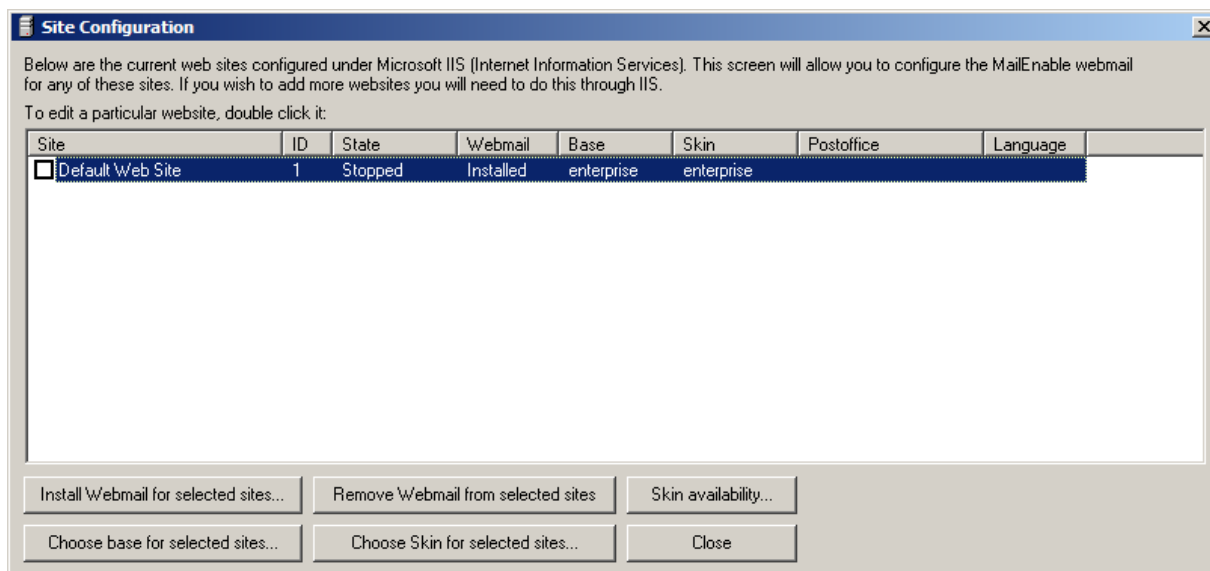 Site Configuration
Below are the current web sites configured under Microsoft IIS (Internet Information Services). This screen will allow you to configure the MailEnable webmail
for any of these sites. If you wish to add more websites you will need to do this through IIS.
To edit a particular website, double click it:
Site ID State Webmail Base Skin Postoffice Language
Default Web Site 1 Stopped Installed enterprise enterprise
Install Webmail for selected sites... Remove Webmail from selected sites Skin availability...
Choose base for selected sites... Choose Skin for selected sites... Close